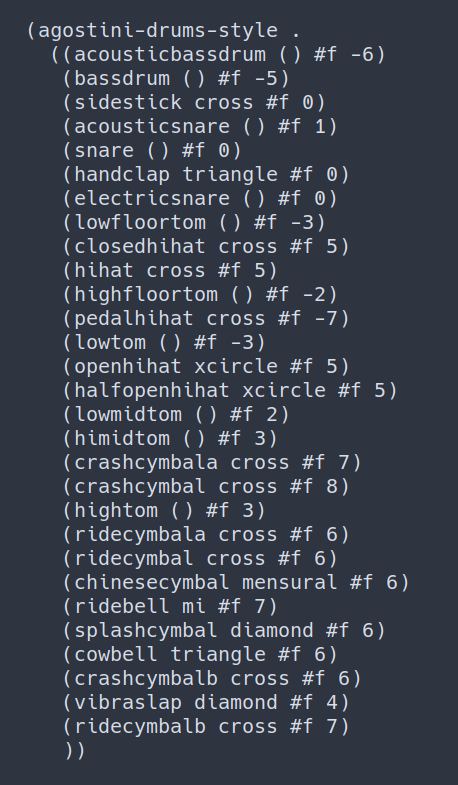 (agostini-drums-style .
((acousticbassdrum () #f -6)
(bassdrum () #f -5)
(sidestick cross #f 0)
(acousticsnare () #f 1)
(snare () #f 0)
(handclap triangle #f 0)
(electricsnare () #f 0)
(lowfloortom () #f -3)
(closedhihat cross #f 5)
(hihat cross #f 5)
(highfloortom () #f -2)
(pedalhihat cross #f -7)
(lowtom () #f -3)
(openhihat xcircle #f 5)
(halfopenhihat xcircle #f 5)
(lowmidtom () #f 2)
(himidtom () #f 3)
(crashcymbala cross #f 7)
(crashcymbal cross #f 8)
(hightom () #f 3)
(ridecymbala cross #f 6)
(ridecymbal cross #f 6)
(chinesecymbal mensural #f 6)
(ridebell mi #f 7)
(splashcymbal diamond #f 6)
(cowbell triangle #f 6)
(crashcymbalb cross #f 6)
(vibraslap diamond #f 4)
(ridecymbalb cross #f 7)
))